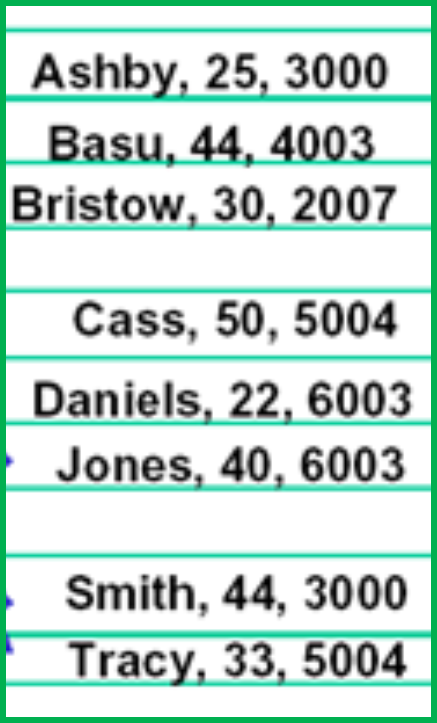 Ashby, 25, 3000
Basu, 44, 4003
Bristow, 30, 2007
Cass, 50, 5004
Daniels, 22, 6003
Jones, 40, 6003
Smith, 44, 3000
Tracy, 33, 5004